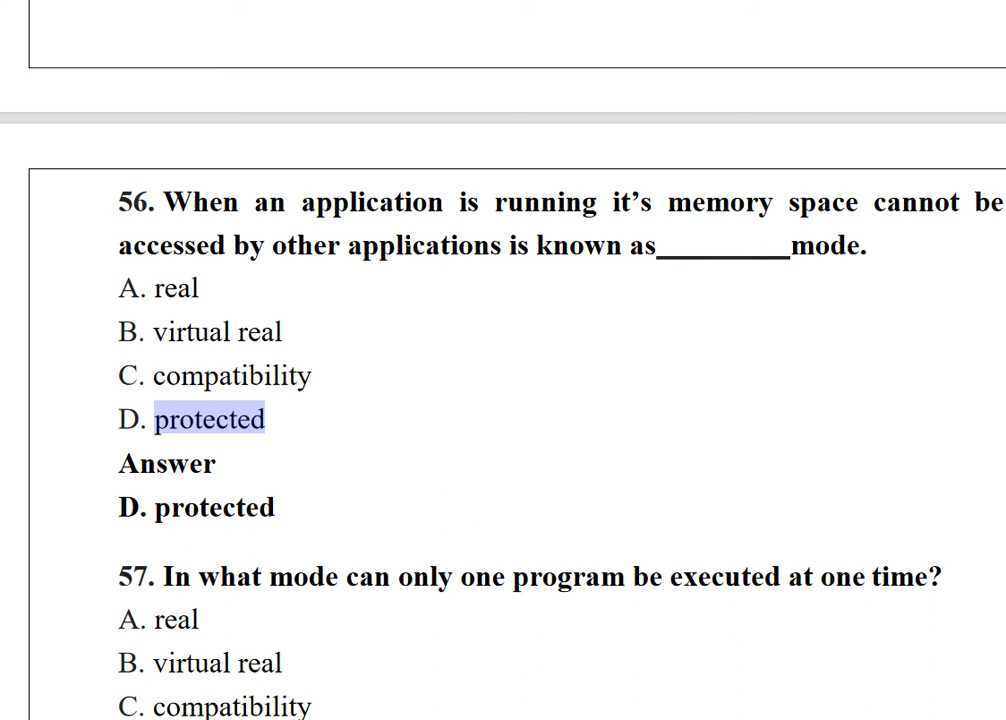 56. When an application is running it’s memory space cannot be
accessed by other applications is known as_________mode.
A. real
B. virtual real
C. compatibility
D. protected
Answer
D. protected
57. In what mode can only one program be executed at one time?
A. real
B. virtual real
C. compatibility